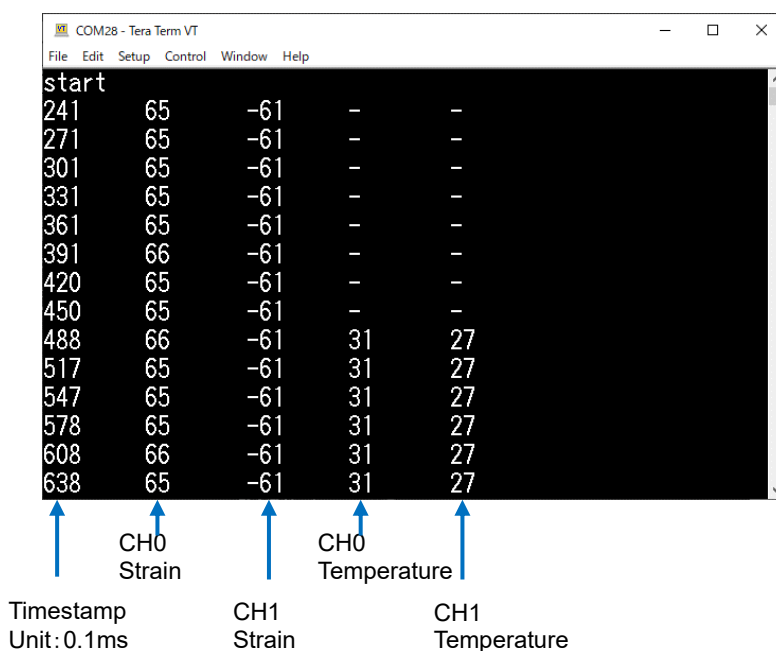 COM28 - Tera Term VT
File Edit Setup Control Window Help
start
241 65 -61 - -
271 65 -61 - -
301 65 -61 - -
331 65 -61 - -
361 65 -61 - -
391 66 -61 - -
420 65 -61 - -
450 65 -61 - -
488 66 -61 31 27
517 65 -61 31 27
547 65 -61 31 27
578 65 -61 31 27
608 66 -61 31 27
638 65 -61 31 27
CH0 Strain
CH0 Temperature
Timestamp
Unit:0.1ms
CH1 Strain
CH1 Temperature